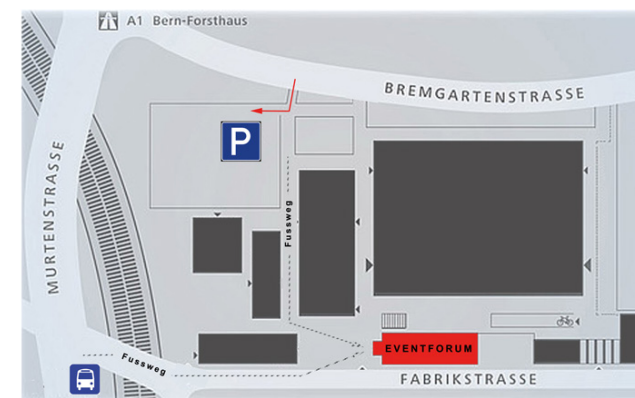 A1 Bern-Forsthaus
BREMGARTENSTRASSE
P
MURTENSTRASSE
Fussweg
EVENTFORUM
Fussweg
FABRIKSTRASSE